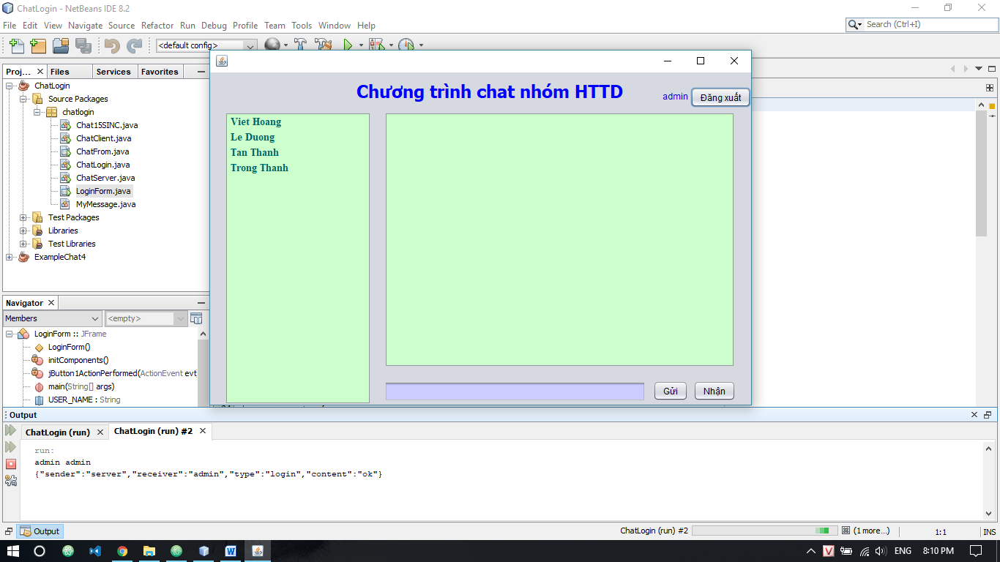 ChatLogin - NetBeans IDE 8.2
File Edit View Navigate Source Refactor Run Debug Profile Team Tools Window Help
Search (Ctrl+I)
<default config>
Proj... Files Services Favorites
ChatLogin
Source Packages
chatlogin
Chat15SINC.java
ChatClient.java
ChatFrom.java
ChatLogin.java
ChatServer.java
LoginForm.java
MyMessage.java
Test Packages
Libraries
Test Libraries
ExampleChat4
Navigator
Members <empty>
LoginForm :: JFrame
LoginForm()
initComponents()
jButton1ActionPerformed(ActionEvent evt
main(String[] args)
USER_NAME : String
Chương trình chat nhóm HTTD
admin Đăng xuất
Viet Hoang
Le Duong
Tan Thanh
Trong Thanh
Gửi Nhận
Output
ChatLogin (run) ChatLogin (run) #2
run:
admin admin
{"sender":"server","receiver":"admin","type":"login","content":"ok"}
Output ChatLogin (run) #2 (1 more...) 1:1 INS
ENG 8:10 PM